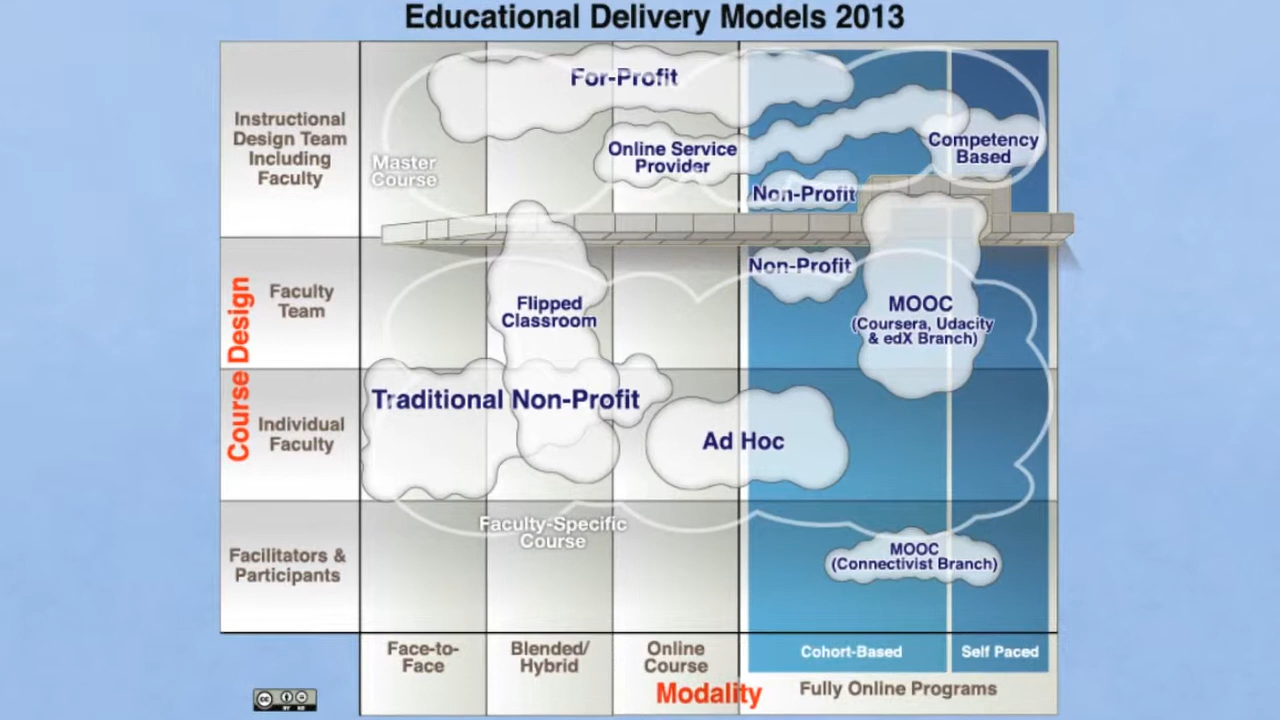 Educational Delivery Models 2013
Instructional
Design Team
Including
Faculty
For-Profit
Online Service
Provider
Competency
Based
Master
Course
Non-Profit
Course Design
Faculty
Team
Non-Profit
Flipped
Classroom
MOOC
(Coursera, Udacity
& edX Branch)
Individual
Faculty
Traditional Non-Profit
Ad Hoc
Faculty-Specific
Course
Facilitators &
Participants
MOOC
(Connectivist Branch)
Face-to-
Face
Blended/
Hybrid
Online
Course
Cohort-Based
Self Paced
Modality
Fully Online Programs
cc